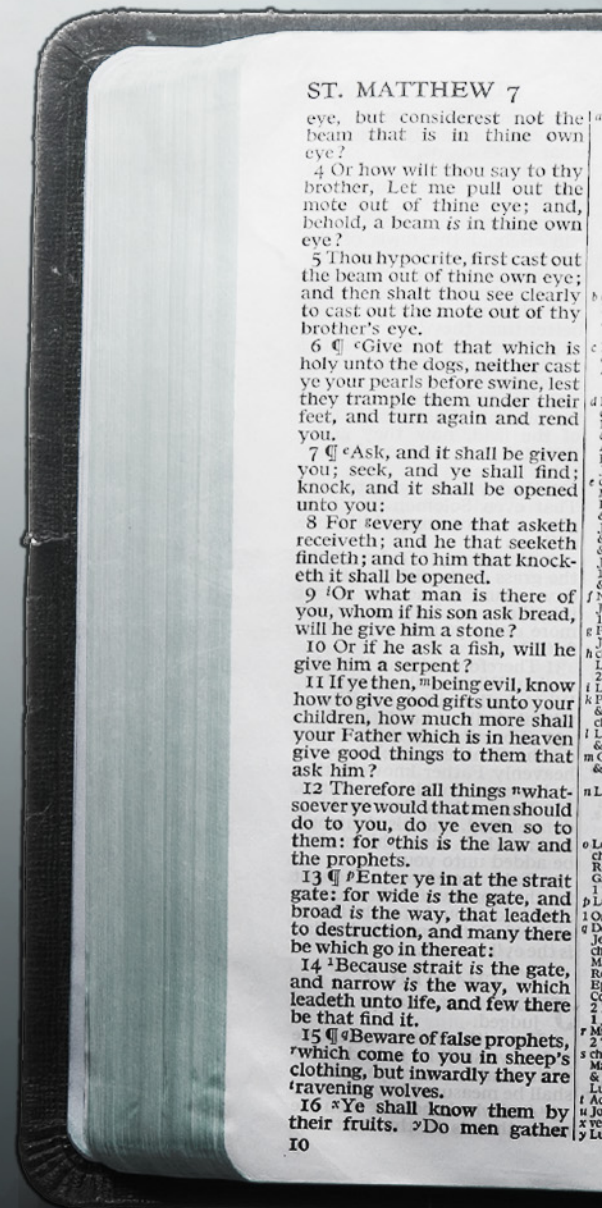 ST. MATTHEW 7
eye, but considerest not the
beam that is in thine own
eye?
4 Or how wilt thou say to thy
brother, Let me pull out the
mote out of thine eye; and,
behold, a beam is in thine own
eye?
5 Thou hypocrite, first cast out
the beam out of thine own eye;
and then shalt thou see clearly
to cast out the mote out of thy
brother's eye.
6 ¶ cGive not that which is
holy unto the dogs, neither cast
ye your pearls before swine, lest
they trample them under their
feet, and turn again and rend
you.
7 ¶ eAsk, and it shall be given
you; seek, and ye shall find;
knock, and it shall be opened
unto you:
8 For gevery one that asketh
receiveth; and he that seeketh
findeth; and to him that knock-
eth it shall be opened.
9 iOr what man is there of
you, whom if his son ask bread,
will he give him a stone?
10 Or if he ask a fish, will he
give him a serpent?
11 If ye then, mbeing evil, know
how to give good gifts unto your
children, how much more shall
your Father which is in heaven
give good things to them that
ask him?
12 Therefore all things nwhat-
soever ye would that men should
do to you, do ye even so to
them: for othis is the law and
the prophets.
13 ¶ pEnter ye in at the strait
gate: for wide is the gate, and
broad is the way, that leadeth
to destruction, and many there
be which go in thereat:
14 1Because strait is the gate,
and narrow is the way, which
leadeth unto life, and few there
be that find it.
15 ¶ qBeware of false prophets,
rwhich come to you in sheep's
clothing, but inwardly they are
travening wolves.
16 xYe shall know them by
their fruits. yDo men gather
10